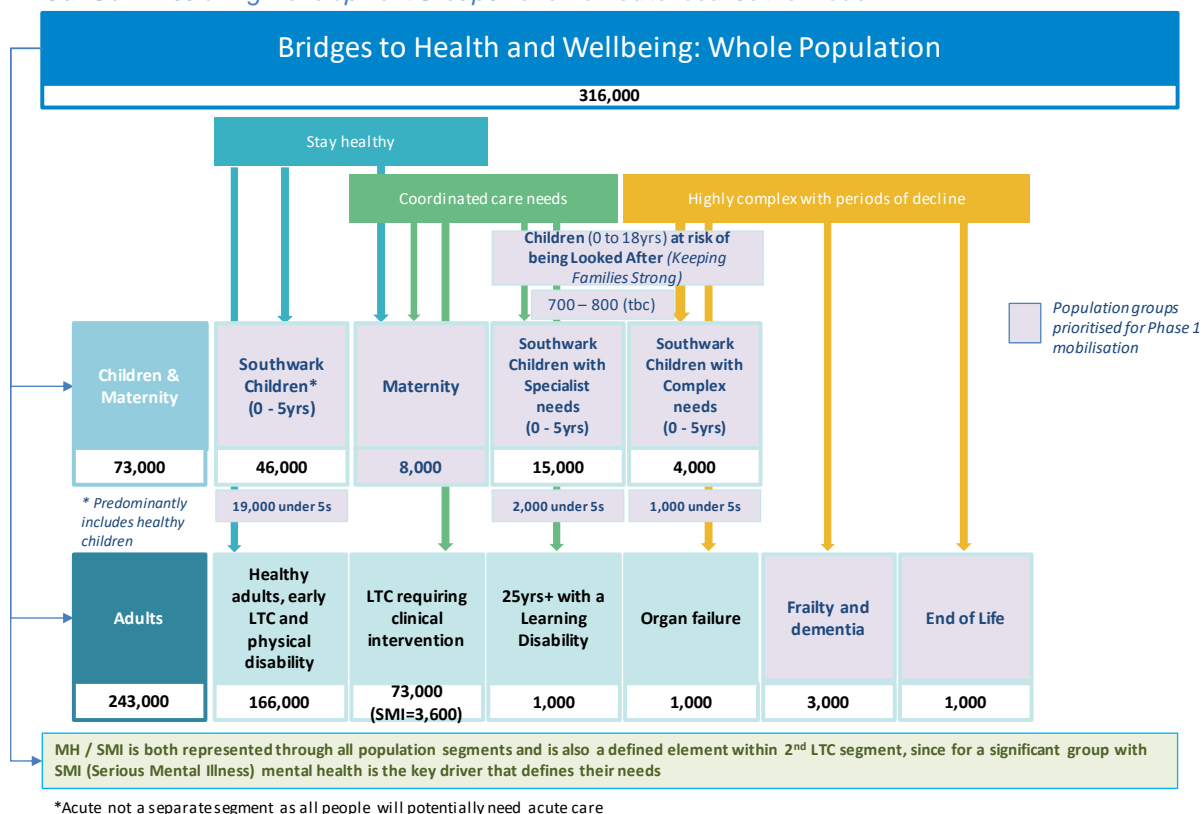 Bridges to Health and Wellbeing: Whole Population
316,000
Stay healthy
Coordinated care needs
Highly complex with periods of decline
Children (0 to 18yrs) at risk of
being Looked After (Keeping
Families Strong)
700 – 800 (tbc)
Population groups
prioritised for Phase 1
mobilisation
Children &
Maternity
73,000
Southwark
Children*
(0 - 5yrs)
46,000
Maternity
8,000
Southwark
Children with
Specialist
needs
(0 - 5yrs)
15,000
Southwark
Children with
Complex
needs
(0 - 5yrs)
4,000
* Predominantly
includes healthy
children
19,000 under 5s
2,000 under 5s
1,000 under 5s
Adults
243,000
Healthy
adults, early
LTC and
physical
disability
166,000
LTC requiring
clinical
intervention
73,000
(SMI=3,600)
25yrs+ with a
Learning
Disability
1,000
Organ failure
1,000
Frailty and
dementia
3,000
End of Life
1,000
MH / SMI is both represented through all population segments and is also a defined element within 2nd LTC segment, since for a significant group with
SMI (Serious Mental Illness) mental health is the key driver that defines their needs
*Acute not a separate segment as all people will potentially need acute care